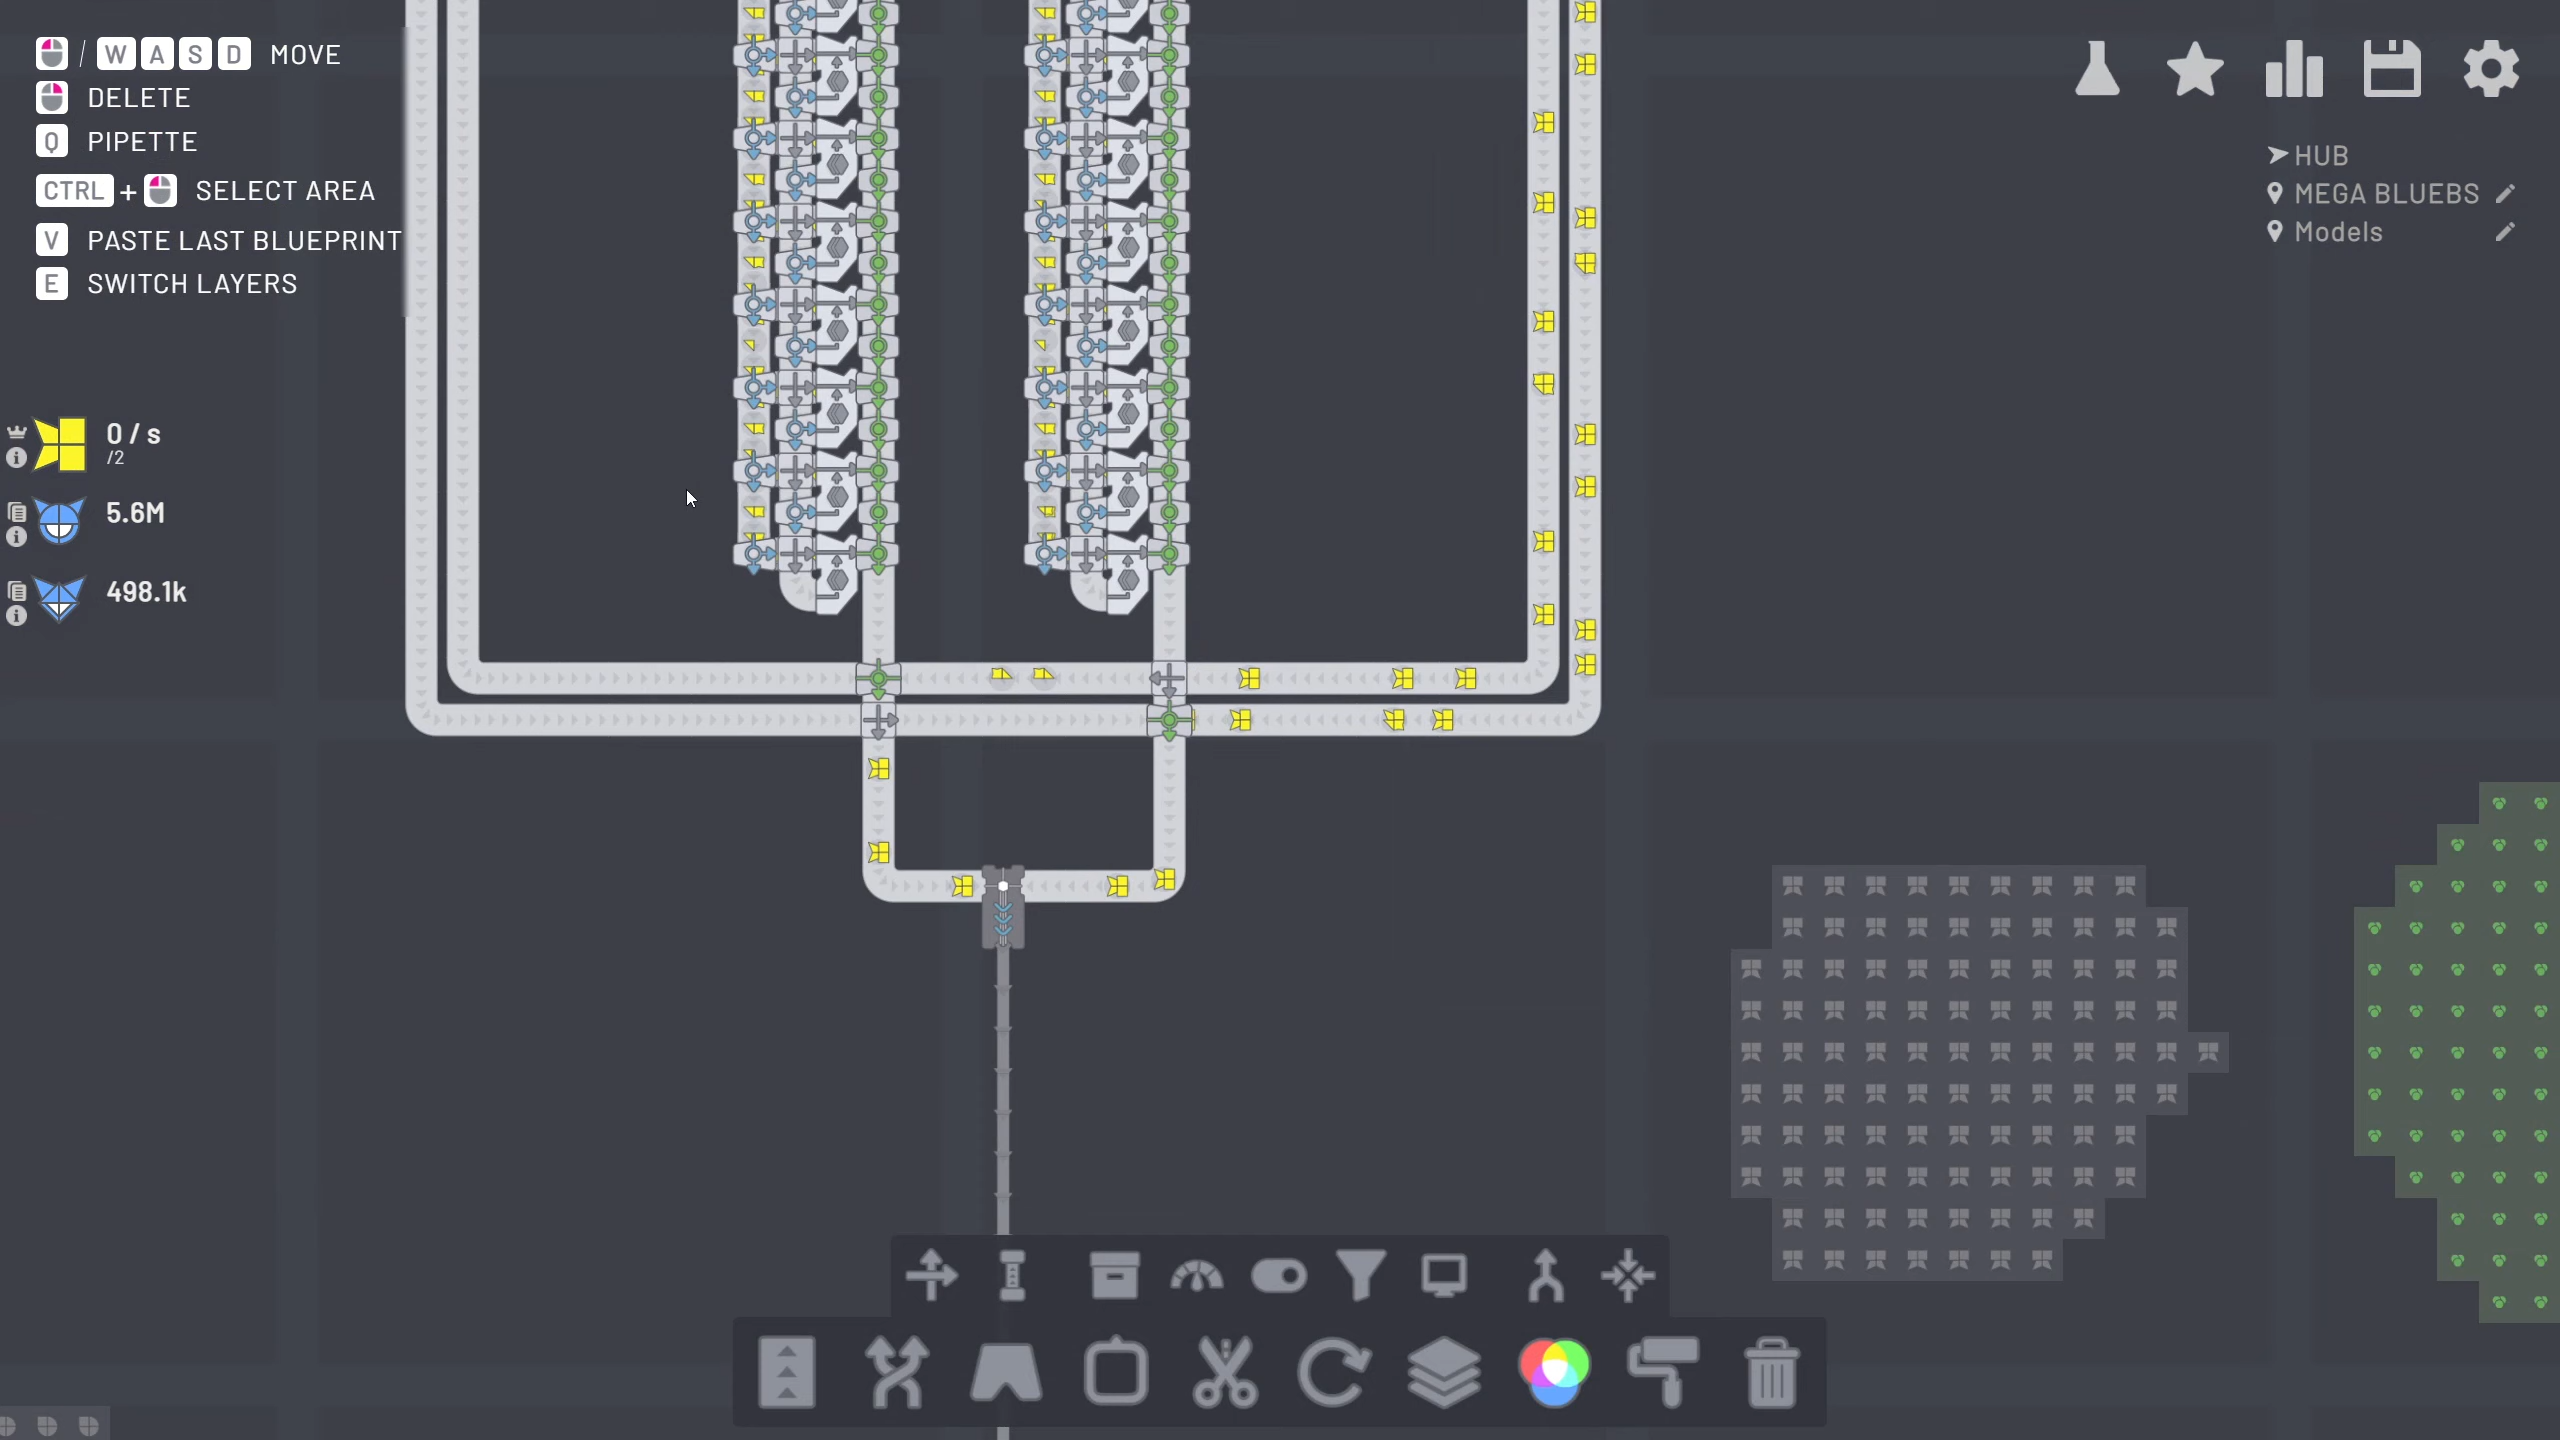 / W A S D MOVE
DELETE
Q PIPETTE
CTRL + SELECT AREA
V PASTE LAST BLUEPRINT
E SWITCH LAYERS
HUB
MEGA BLUEBS
Models
0 / s
/2
5.6M
498.1k